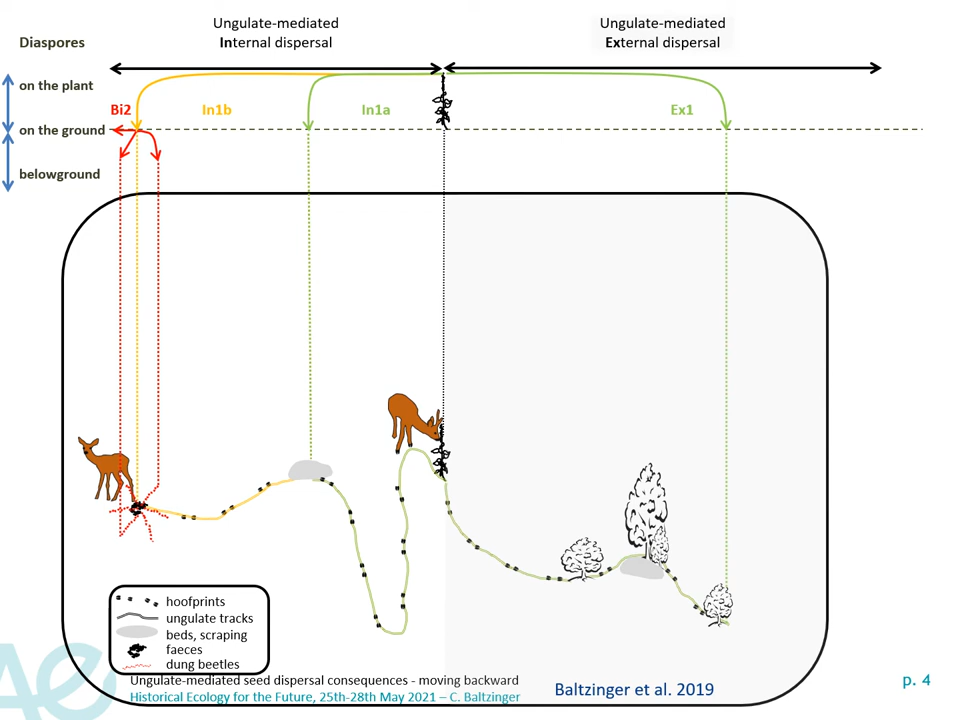 Ungulate-mediated
Internal dispersal
Ungulate-mediated
External dispersal
Diaspores
on the plant
Bi2
In1b
In1a
Ex1
on the ground
belowground
hoofprints
ungulate tracks
beds, scraping
faeces
dung beetles
Ungulate-mediated seed dispersal consequences - moving backward
Historical Ecology for the Future, 25th-28th May 2021 – C. Baltzinger
Baltzinger et al. 2019
p. 4